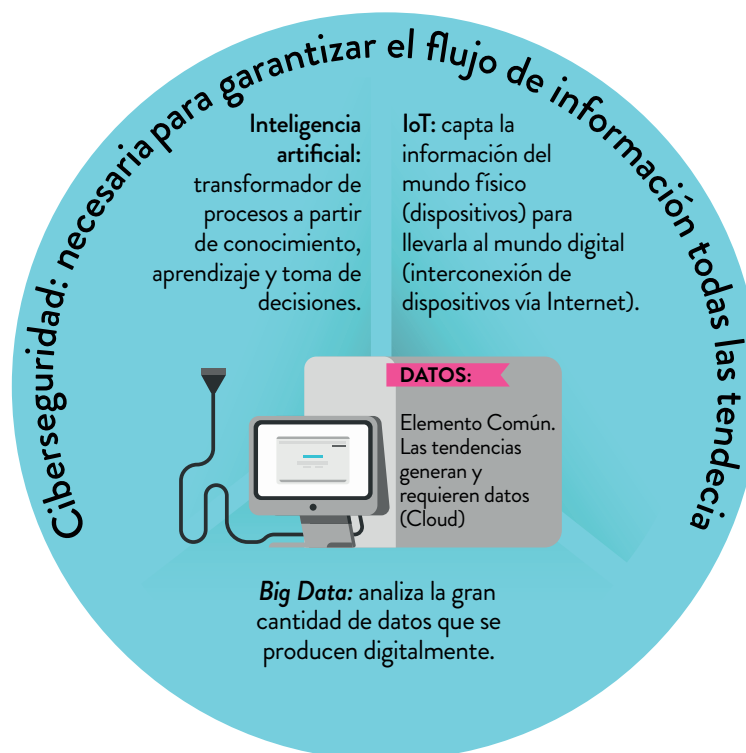 Ciberseguridad: necesaria para garantizar el flujo de información todas las tendecia
Inteligencia
artificial:
transformador de
procesos a partir
de conocimiento,
aprendizaje y toma de
decisiones.
IoT: capta la
información del
mundo físico
(dispositivos) para
llevarla al mundo digital
(interconexión de
dispositivos vía Internet).
DATOS:
Elemento Común.
Las tendencias
generan y
requieren datos
(Cloud)
Big Data: analiza la gran
cantidad de datos que se
producen digitalmente.